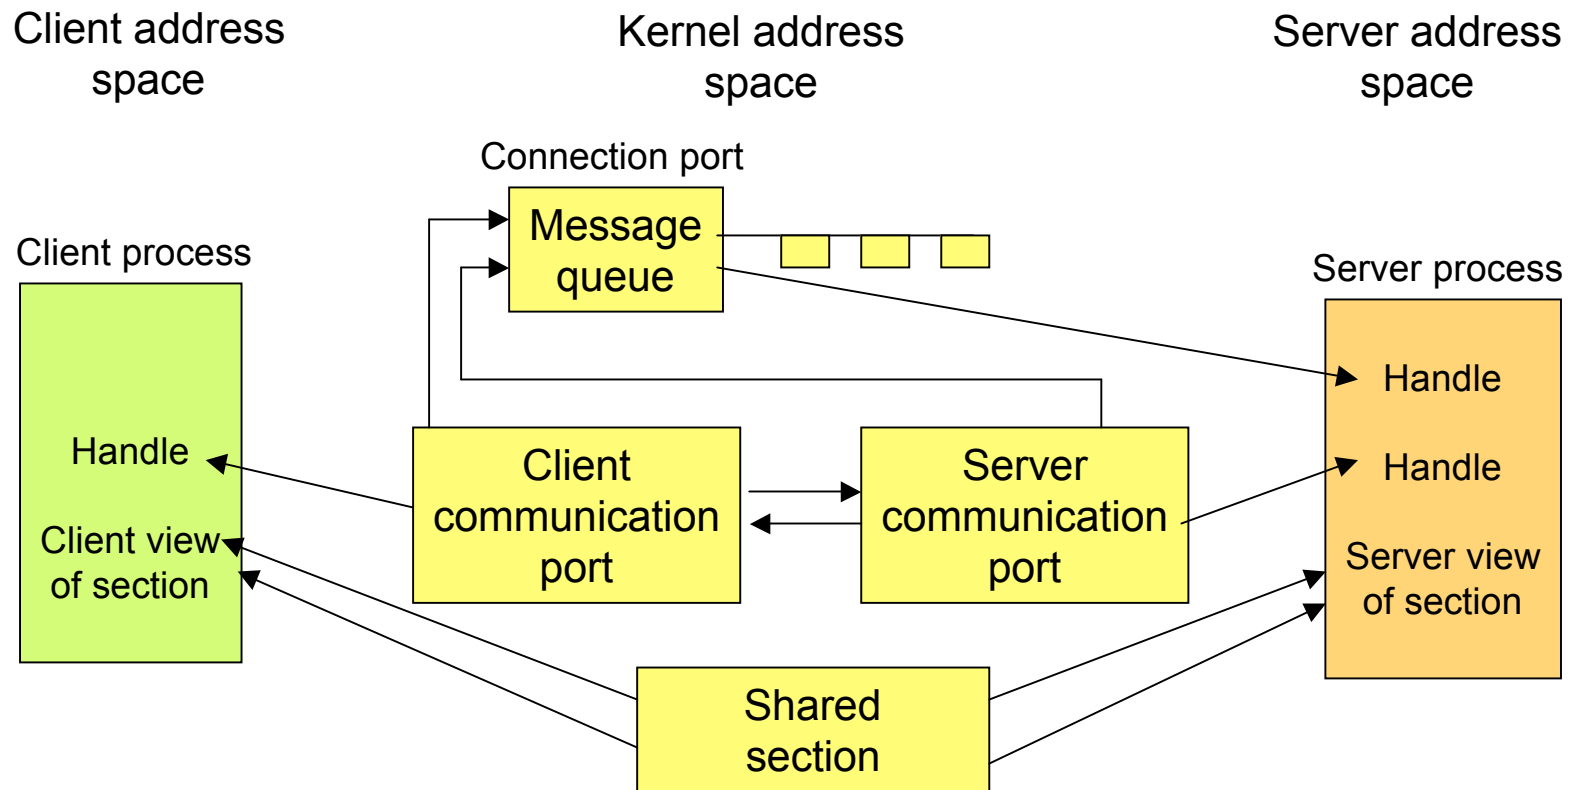 Client address
space
Kernel address
space
Server address
space
Connection port
Message
queue
Client process
Server process
Handle
Handle
Handle
Client
communication
port
Server
communication
port
Client view
of section
Server view
of section
Shared
section